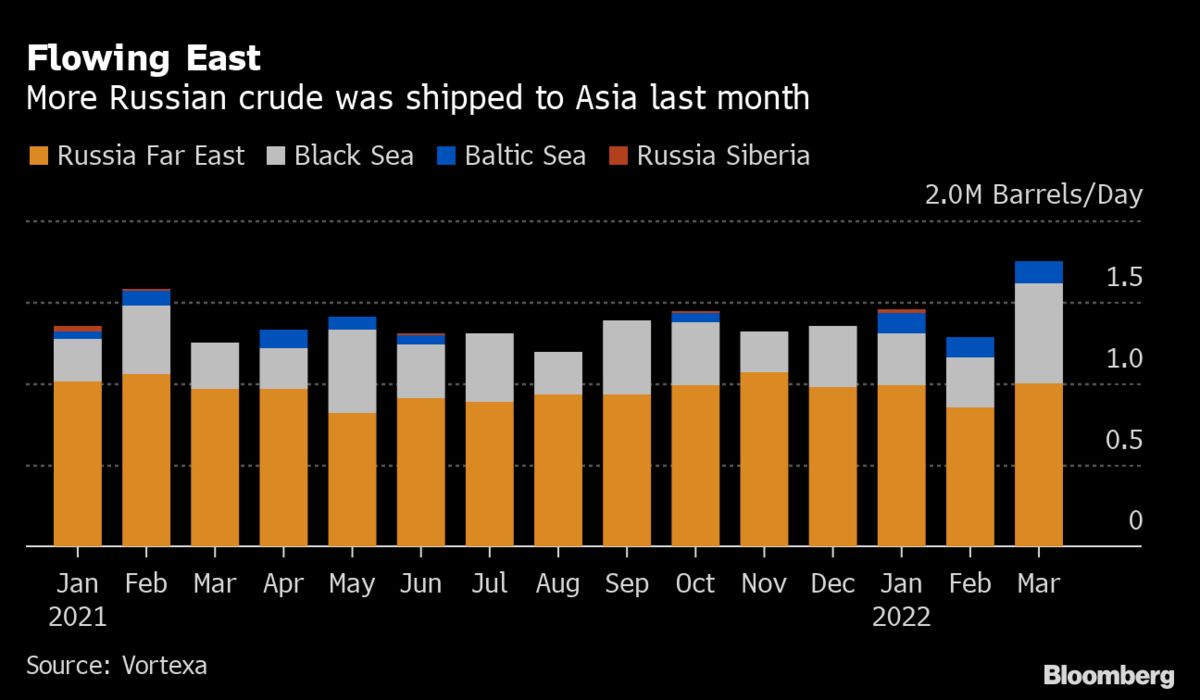 Flowing East
More Russian crude was shipped to Asia last month
Russia Far East Black Sea Baltic Sea Russia Siberia
2.0M Barrels/Day
1.5
1.0
0.5
0
Jan Feb Mar Apr May Jun Jul Aug Sep Oct Nov Dec Jan Feb Mar
2021 2022
Source: Vortexa
Bloomberg